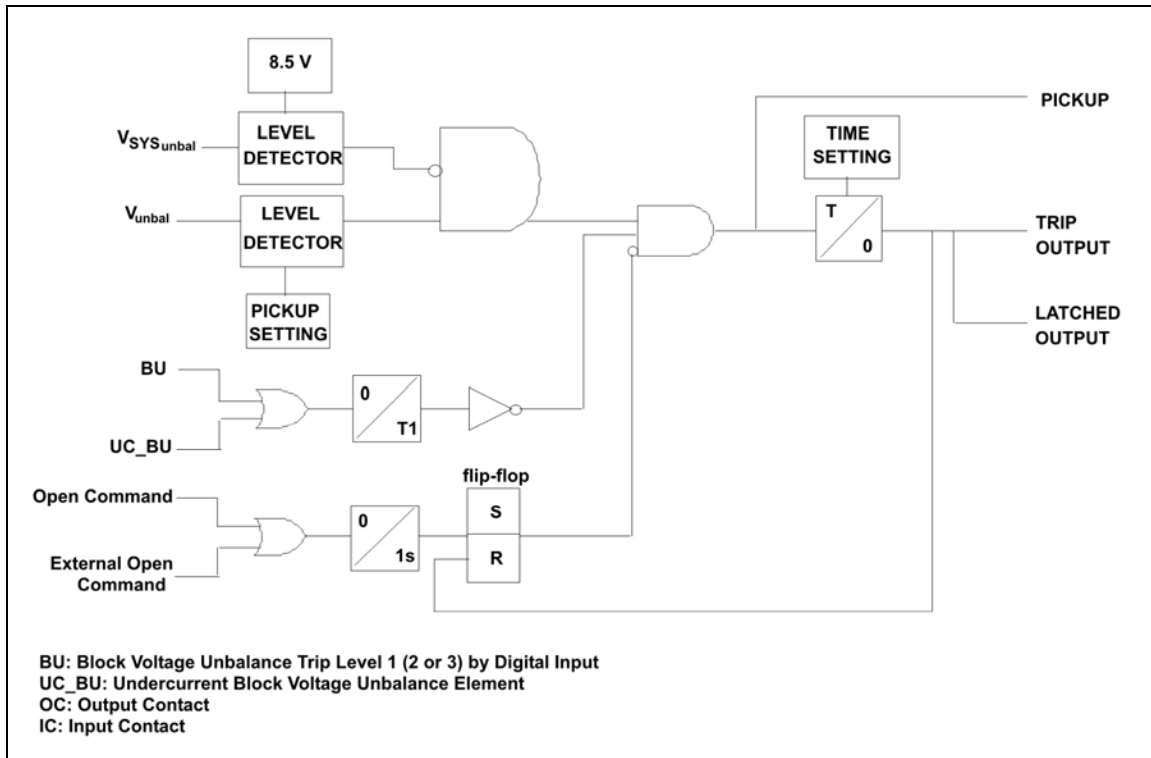 8.5 V
PICKUP
VSYSunbal
LEVEL
DETECTOR
TIME
SETTING
Vunbal
LEVEL
DETECTOR
T
0
TRIP
OUTPUT
PICKUP
SETTING
LATCHED
OUTPUT
BU
0
T1
UC_BU
flip-flop
Open Command
S
0
1s
R
External Open
Command
BU: Block Voltage Unbalance Trip Level 1 (2 or 3) by Digital Input
UC_BU: Undercurrent Block Voltage Unbalance Element
OC: Output Contact
IC: Input Contact